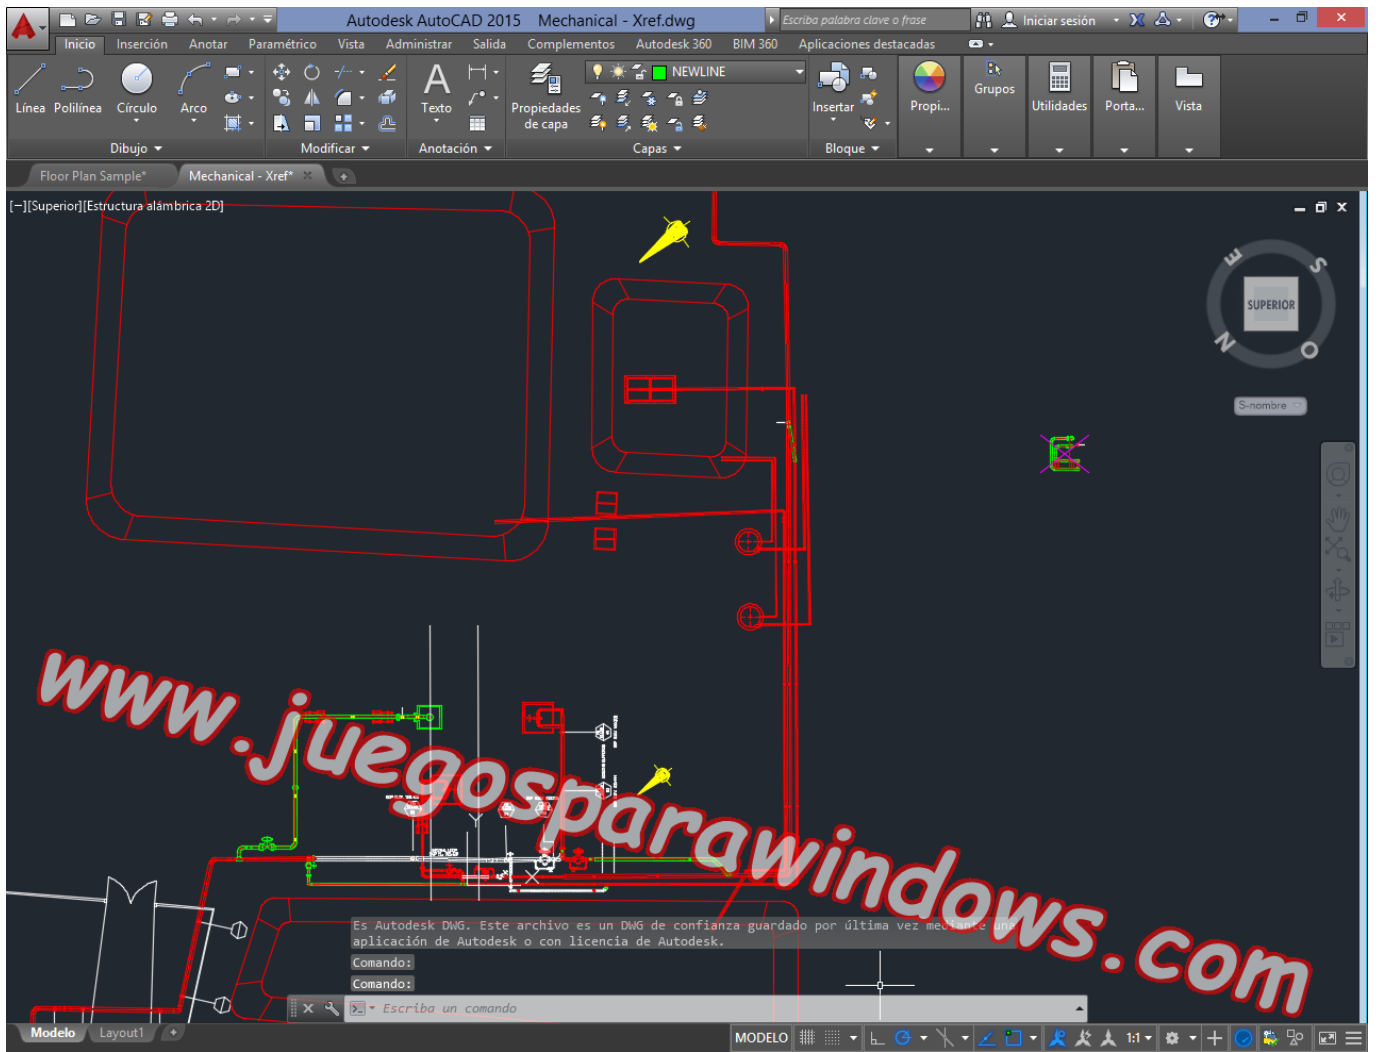 Autodesk AutoCAD 2015 Mechanical - Xref.dwg
Escriba palabra clave o frase
Iniciar sesión
Inicio Inserción Anotar Paramétrico Vista Administrar Salida Complementos Autodesk 360 BIM 360 Aplicaciones destacadas
NEWLINE
Línea Polilínea Círculo Arco
Texto
Propiedades de capa
Insertar
Propi...
Grupos
Utilidades
Porta...
Vista
Dibujo Modificar Anotación Capas Bloque
Floor Plan Sample*
Mechanical - Xref*
[−][Superior][Estructura alámbrica 2D]
E S
SUPERIOR
N O
S-nombre
www.juegosparawindows.com
Y
X
Es Autodesk DWG. Este archivo es un DWG de confianza guardado por última vez mediante una
aplicación de Autodesk o con licencia de Autodesk.
Comando:
Comando:
Escriba un comando
Modelo Layout1
MODELO
1:1